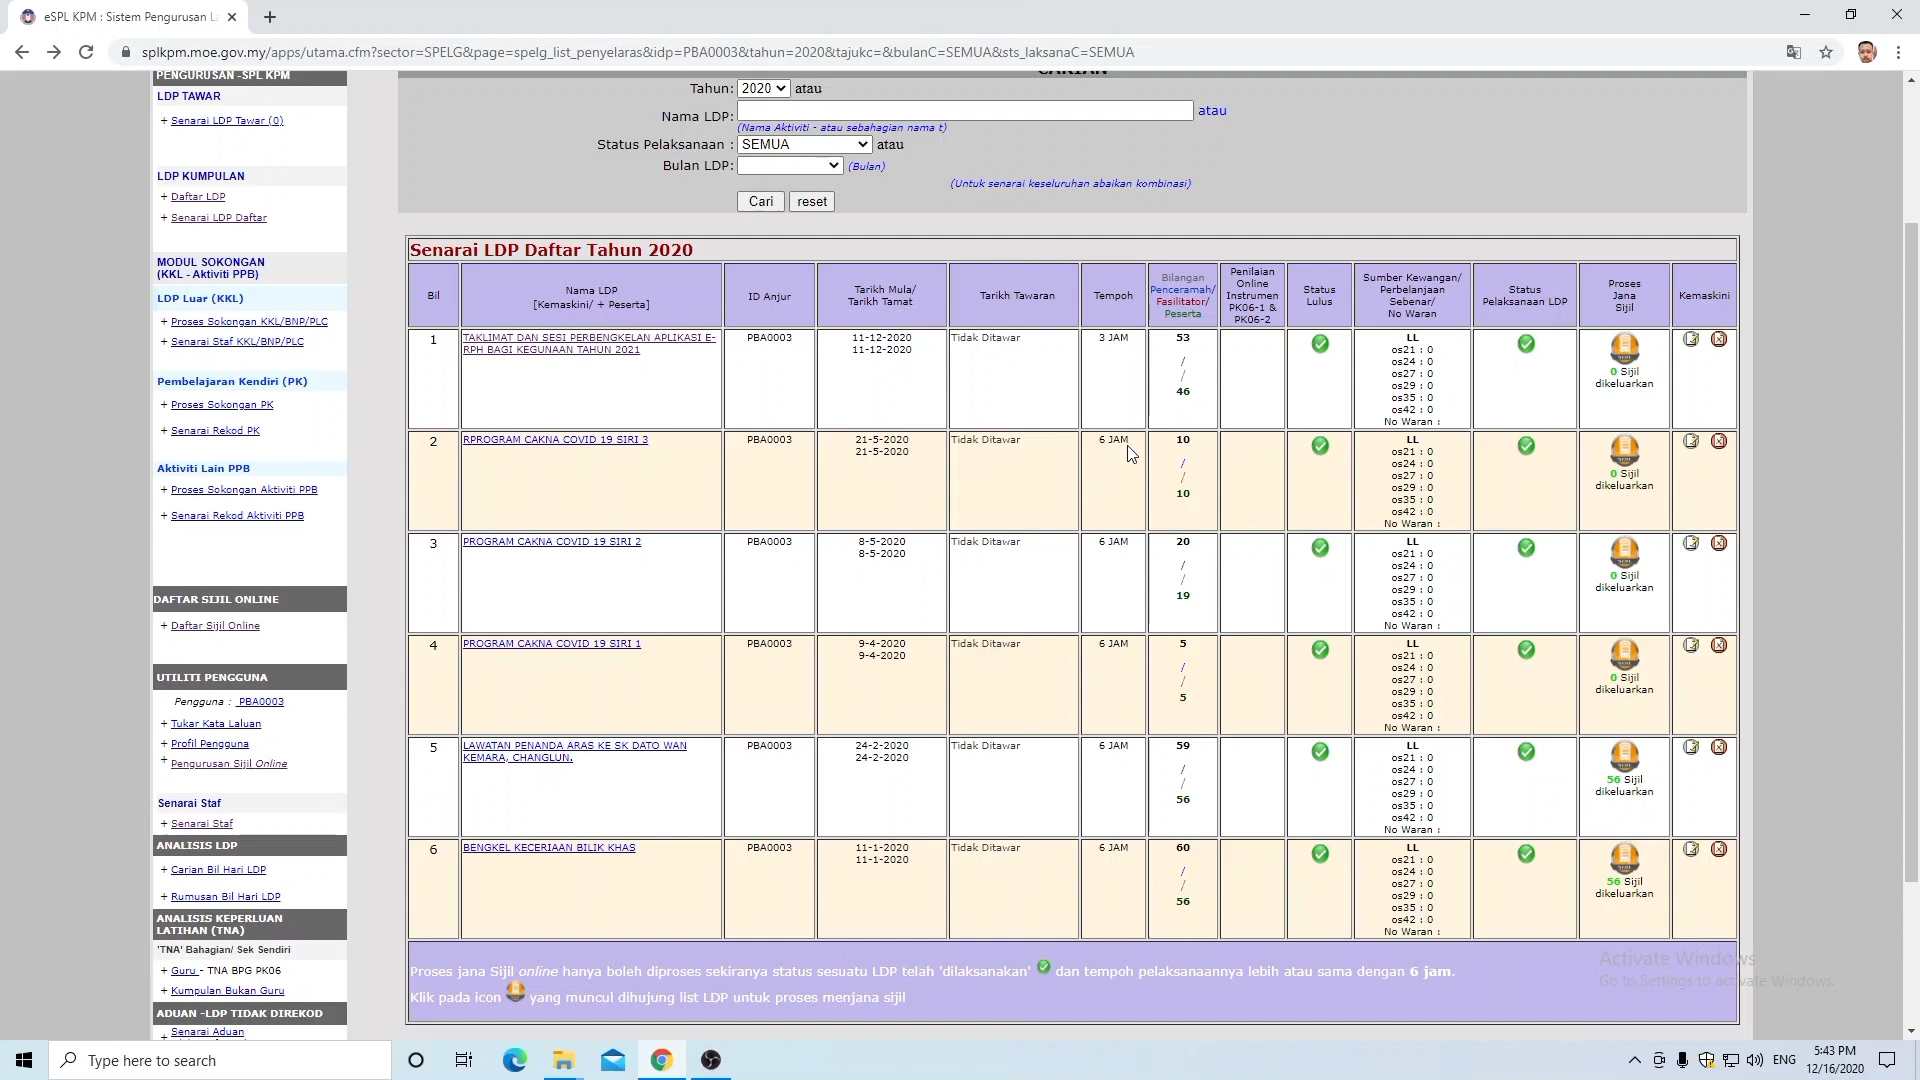 eSPL KPM : Sistem Pengurusan La
splkpm.moe.gov.my/apps/utama.cfm?sector=SPELG&page=spelg_list_penyelaras&idp=PBA0003&tahun=2020&tajukc=&bulanC=SEMUA&sts_laksanaC=SEMUA
PENGURUSAN -SPL KPM
LDP TAWAR
+ Senarai LDP Tawar (0)
LDP KUMPULAN
+ Daftar LDP
+ Senarai LDP Daftar
MODUL SOKONGAN
(KKL - Aktiviti PPB)
LDP Luar (KKL)
+ Proses Sokongan KKL/BNP/PLC
+ Senarai Staf KKL/BNP/PLC
Pembelajaran Kendiri (PK)
+ Proses Sokongan PK
+ Senarai Rekod PK
Aktiviti Lain PPB
+ Proses Sokongan Aktiviti PPB
+ Senarai Rekod Aktiviti PPB
DAFTAR SIJIL ONLINE
+ Daftar Sijil Online
UTILITI PENGGUNA
Pengguna : PBA0003
+ Tukar Kata Laluan
+ Profil Pengguna
+ Pengurusan Sijil Online
Senarai Staf
+ Senarai Staf
ANALISIS LDP
+ Carian Bil Hari LDP
+ Rumusan Bil Hari LDP
ANALISIS KEPERLUAN
LATIHAN (TNA)
'TNA' Bahagian/ Sek Sendiri
+ Guru - TNA BPG PK06
+ Kumpulan Bukan Guru
ADUAN -LDP TIDAK DIREKOD
+ Senarai Aduan
CARIAN
Tahun: 2020 atau
Nama LDP: atau
(Nama Aktiviti - atau sebahagian nama t)
Status Pelaksanaan : SEMUA atau
Bulan LDP: (Bulan)
(Untuk senarai keseluruhan abaikan kombinasi)
Cari reset
Senarai LDP Daftar Tahun 2020
Bil
Nama LDP
[Kemaskini/ + Peserta]
ID Anjur
Tarikh Mula/
Tarikh Tamat
Tarikh Tawaran
Tempoh
Bilangan
Penceramah/
Fasilitator/
Peserta
Penilaian
Online
Instrumen
PK06-1 &
PK06-2
Status
Lulus
Sumber Kewangan/
Perbelanjaan
Sebenar/
No Waran
Status
Pelaksanaan LDP
Proses
Jana
Sijil
Kemaskini
1
TAKLIMAT DAN SESI PERBENGKELAN APLIKASI E-
RPH BAGI KEGUNAAN TAHUN 2021
PBA0003
11-12-2020
11-12-2020
Tidak Ditawar
3 JAM
53
/
/
46
LL
os21 : 0
os24 : 0
os27 : 0
os29 : 0
os35 : 0
os42 : 0
No Waran :
0 Sijil
dikeluarkan
2
RPROGRAM CAKNA COVID 19 SIRI 3
PBA0003
21-5-2020
21-5-2020
Tidak Ditawar
6 JAM
10
/
/
10
LL
os21 : 0
os24 : 0
os27 : 0
os29 : 0
os35 : 0
os42 : 0
No Waran :
0 Sijil
dikeluarkan
3
PROGRAM CAKNA COVID 19 SIRI 2
PBA0003
8-5-2020
8-5-2020
Tidak Ditawar
6 JAM
20
/
/
19
LL
os21 : 0
os24 : 0
os27 : 0
os29 : 0
os35 : 0
os42 : 0
No Waran :
0 Sijil
dikeluarkan
4
PROGRAM CAKNA COVID 19 SIRI 1
PBA0003
9-4-2020
9-4-2020
Tidak Ditawar
6 JAM
5
/
/
5
LL
os21 : 0
os24 : 0
os27 : 0
os29 : 0
os35 : 0
os42 : 0
No Waran :
0 Sijil
dikeluarkan
5
LAWATAN PENANDA ARAS KE SK DATO WAN
KEMARA, CHANGLUN.
PBA0003
24-2-2020
24-2-2020
Tidak Ditawar
6 JAM
59
/
/
56
LL
os21 : 0
os24 : 0
os27 : 0
os29 : 0
os35 : 0
os42 : 0
No Waran :
56 Sijil
dikeluarkan
6
BENGKEL KECERIAAN BILIK KHAS
PBA0003
11-1-2020
11-1-2020
Tidak Ditawar
6 JAM
60
/
/
56
LL
os21 : 0
os24 : 0
os27 : 0
os29 : 0
os35 : 0
os42 : 0
No Waran :
56 Sijil
dikeluarkan
Proses jana Sijil online hanya boleh diproses sekiranya status sesuatu LDP telah 'dilaksanakan' dan tempoh pelaksanaannya lebih atau sama dengan 6 jam.
Klik pada icon yang muncul dihujung list LDP untuk proses menjana sijil
Activate Windows
Go to Settings to activate Windows.
Type here to search
ENG
5:43 PM
12/16/2020